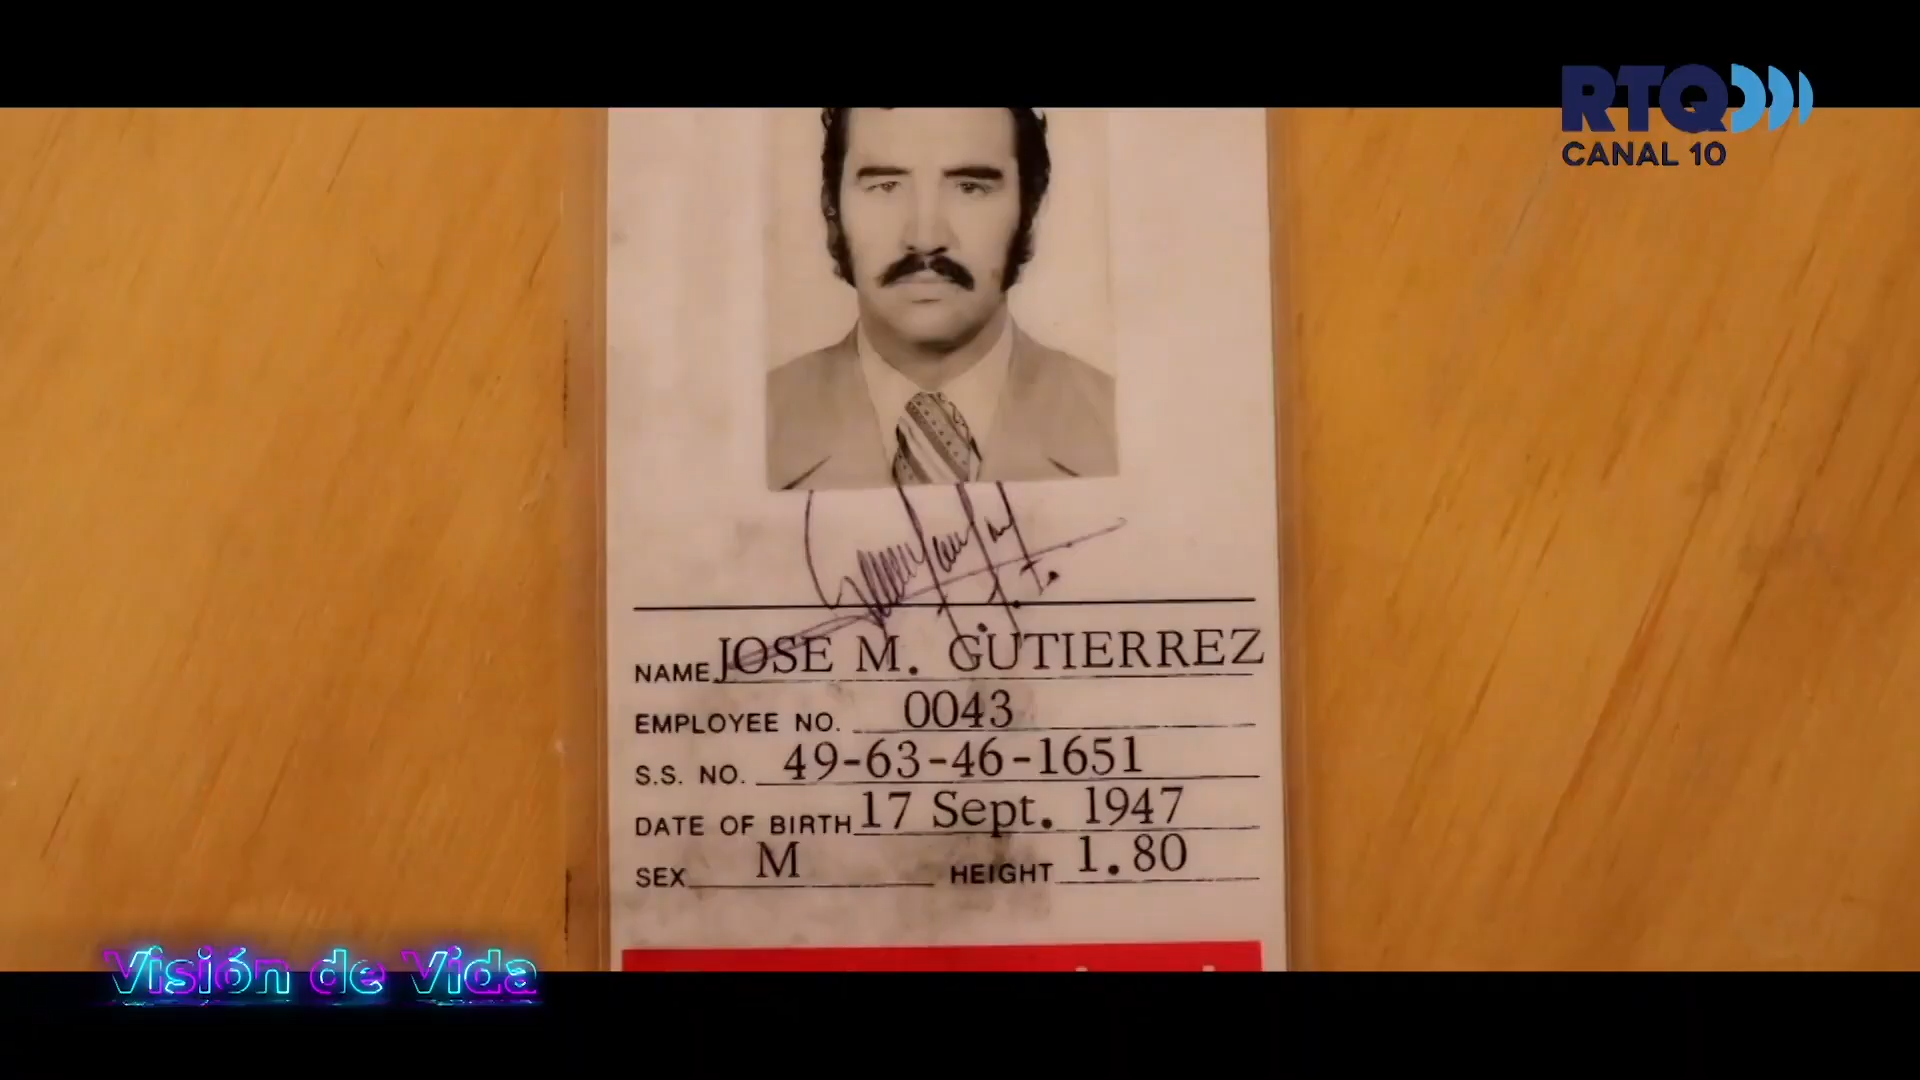 RTQ
CANAL 10
NAME JOSE M. GUTIERREZ
EMPLOYEE NO. 0043
S.S. NO. 49-63-46-1651
DATE OF BIRTH 17 Sept. 1947
SEX M HEIGHT 1.80
Visión de Vida